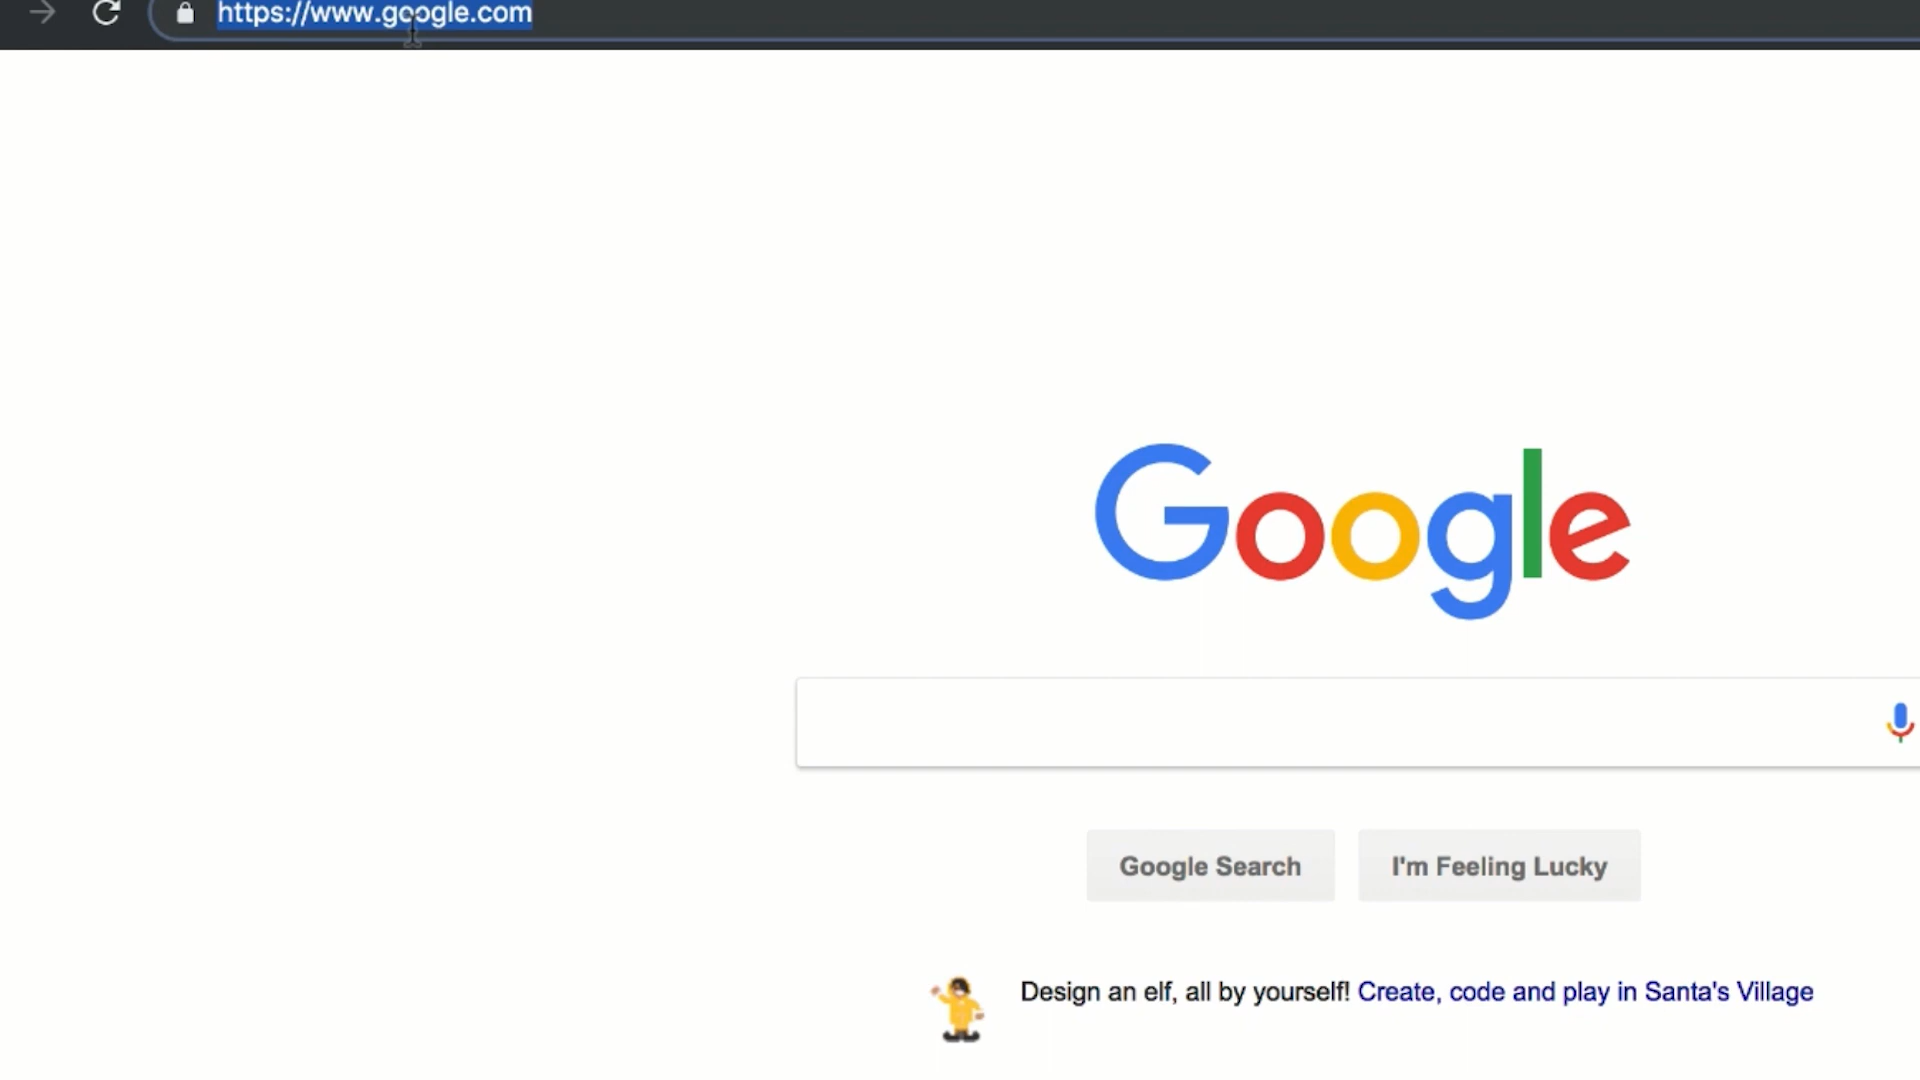 https://www.google.com
Google
Google Search
I'm Feeling Lucky
Design an elf, all by yourself! Create, code and play in Santa's Village